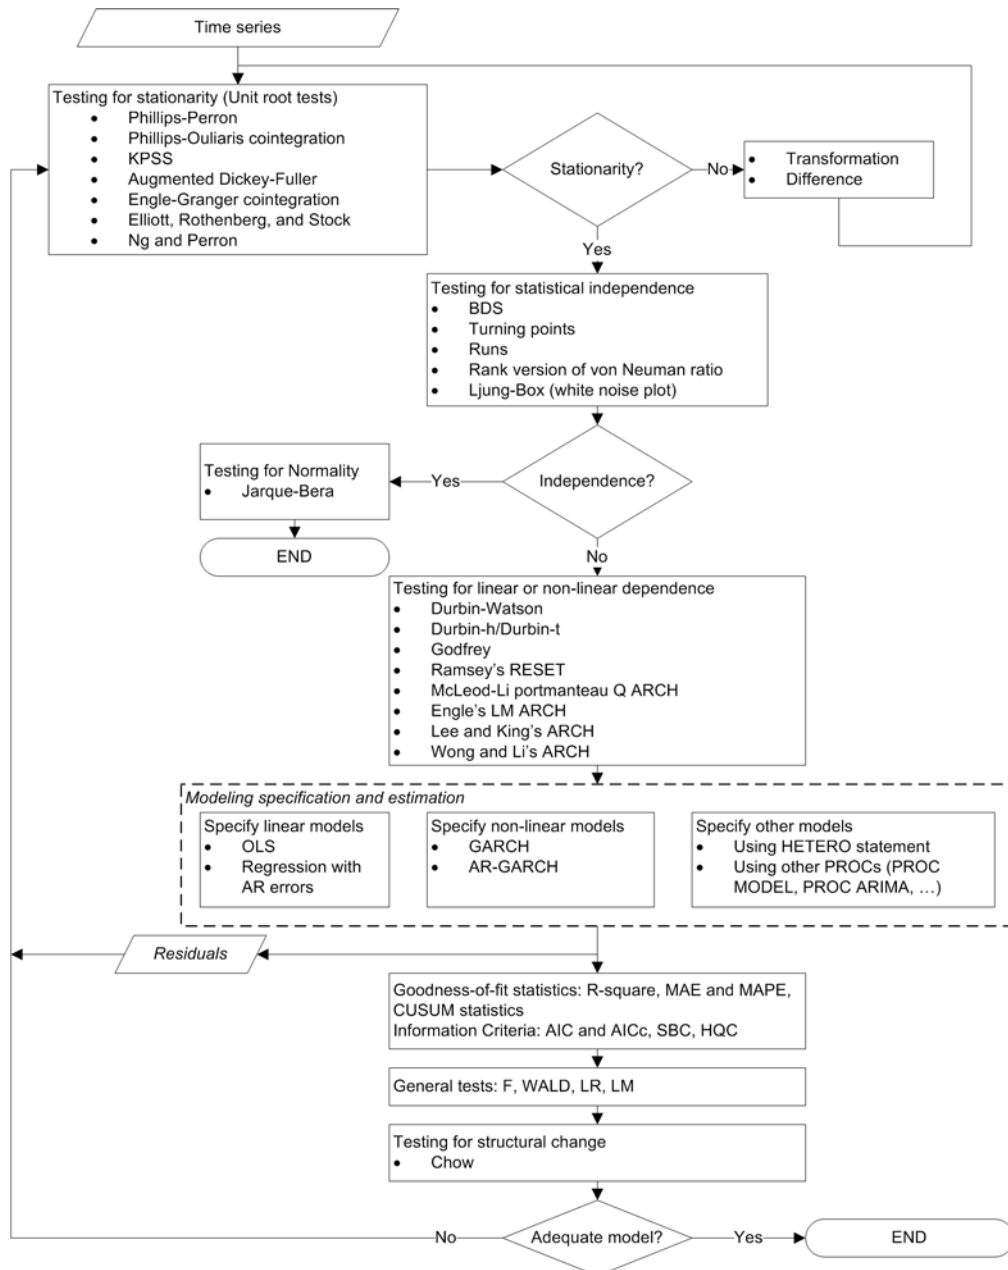 Time series
Testing for stationarity (Unit root tests)
• Phillips-Perron
• Phillips-Ouliaris cointegration
• KPSS
• Augmented Dickey-Fuller
• Engle-Granger cointegration
• Elliott, Rothenberg, and Stock
• Ng and Perron
Stationarity?
No
• Transformation
• Difference
Yes
Testing for statistical independence
• BDS
• Turning points
• Runs
• Rank version of von Neuman ratio
• Ljung-Box (white noise plot)
Independence?
Yes
Testing for Normality
• Jarque-Bera
END
No
Testing for linear or non-linear dependence
• Durbin-Watson
• Durbin-h/Durbin-t
• Godfrey
• Ramsey's RESET
• McLeod-Li portmanteau Q ARCH
• Engle's LM ARCH
• Lee and King's ARCH
• Wong and Li's ARCH
Modeling specification and estimation
Specify linear models
• OLS
• Regression with
AR errors
Specify non-linear models
• GARCH
• AR-GARCH
Specify other models
• Using HETERO statement
• Using other PROCs (PROC
MODEL, PROC ARIMA, …)
Residuals
Goodness-of-fit statistics: R-square, MAE and MAPE,
CUSUM statistics
Information Criteria: AIC and AICc, SBC, HQC
General tests: F, WALD, LR, LM
Testing for structural change
• Chow
No
Adequate model?
Yes
END